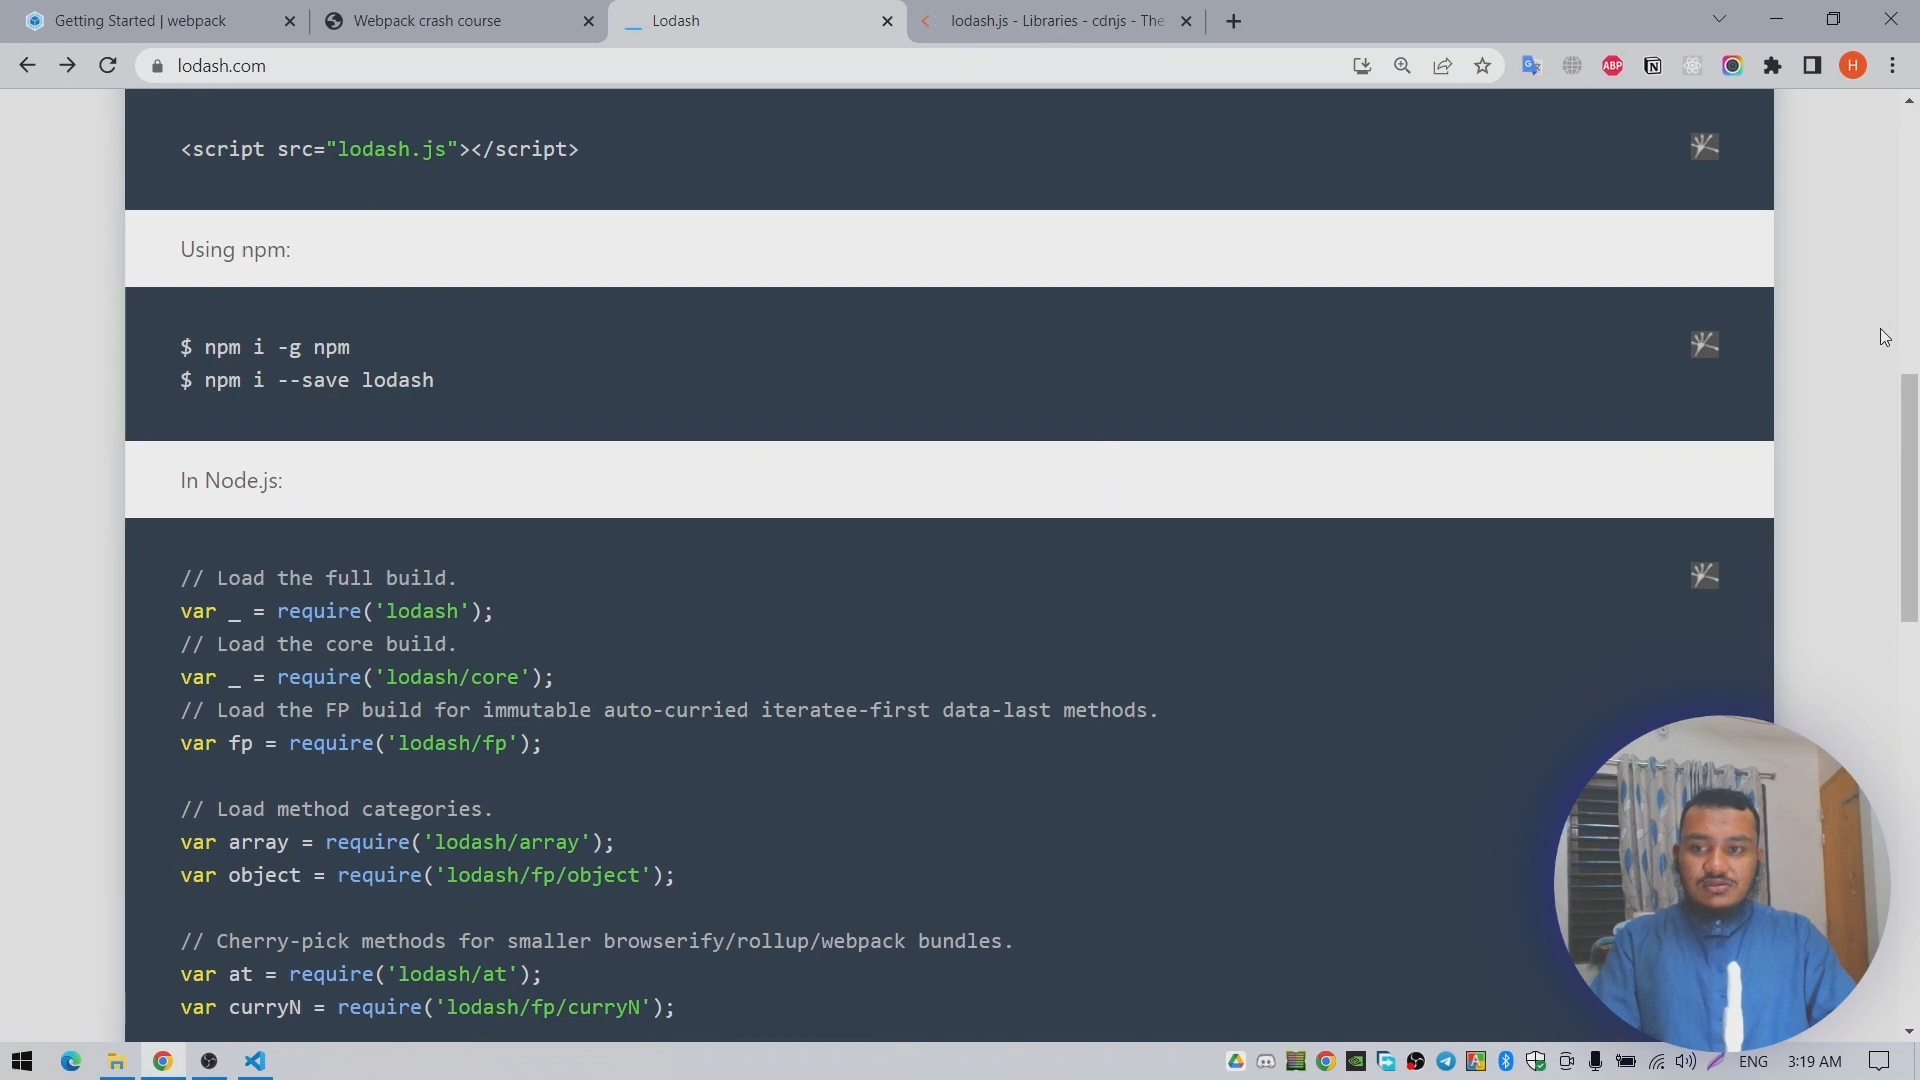 Getting Started | webpack
Webpack crash course
Lodash
lodash.js - Libraries - cdnjs - The
lodash.com
ABP
H
<script src="lodash.js"></script>
Using npm:
$ npm i -g npm
$ npm i --save lodash
In Node.js:
// Load the full build.
var _ = require('lodash');
// Load the core build.
var _ = require('lodash/core');
// Load the FP build for immutable auto-curried iteratee-first data-last methods.
var fp = require('lodash/fp');
// Load method categories.
var array = require('lodash/array');
var object = require('lodash/fp/object');
// Cherry-pick methods for smaller browserify/rollup/webpack bundles.
var at = require('lodash/at');
var curryN = require('lodash/fp/curryN');
ENG
3:19 AM